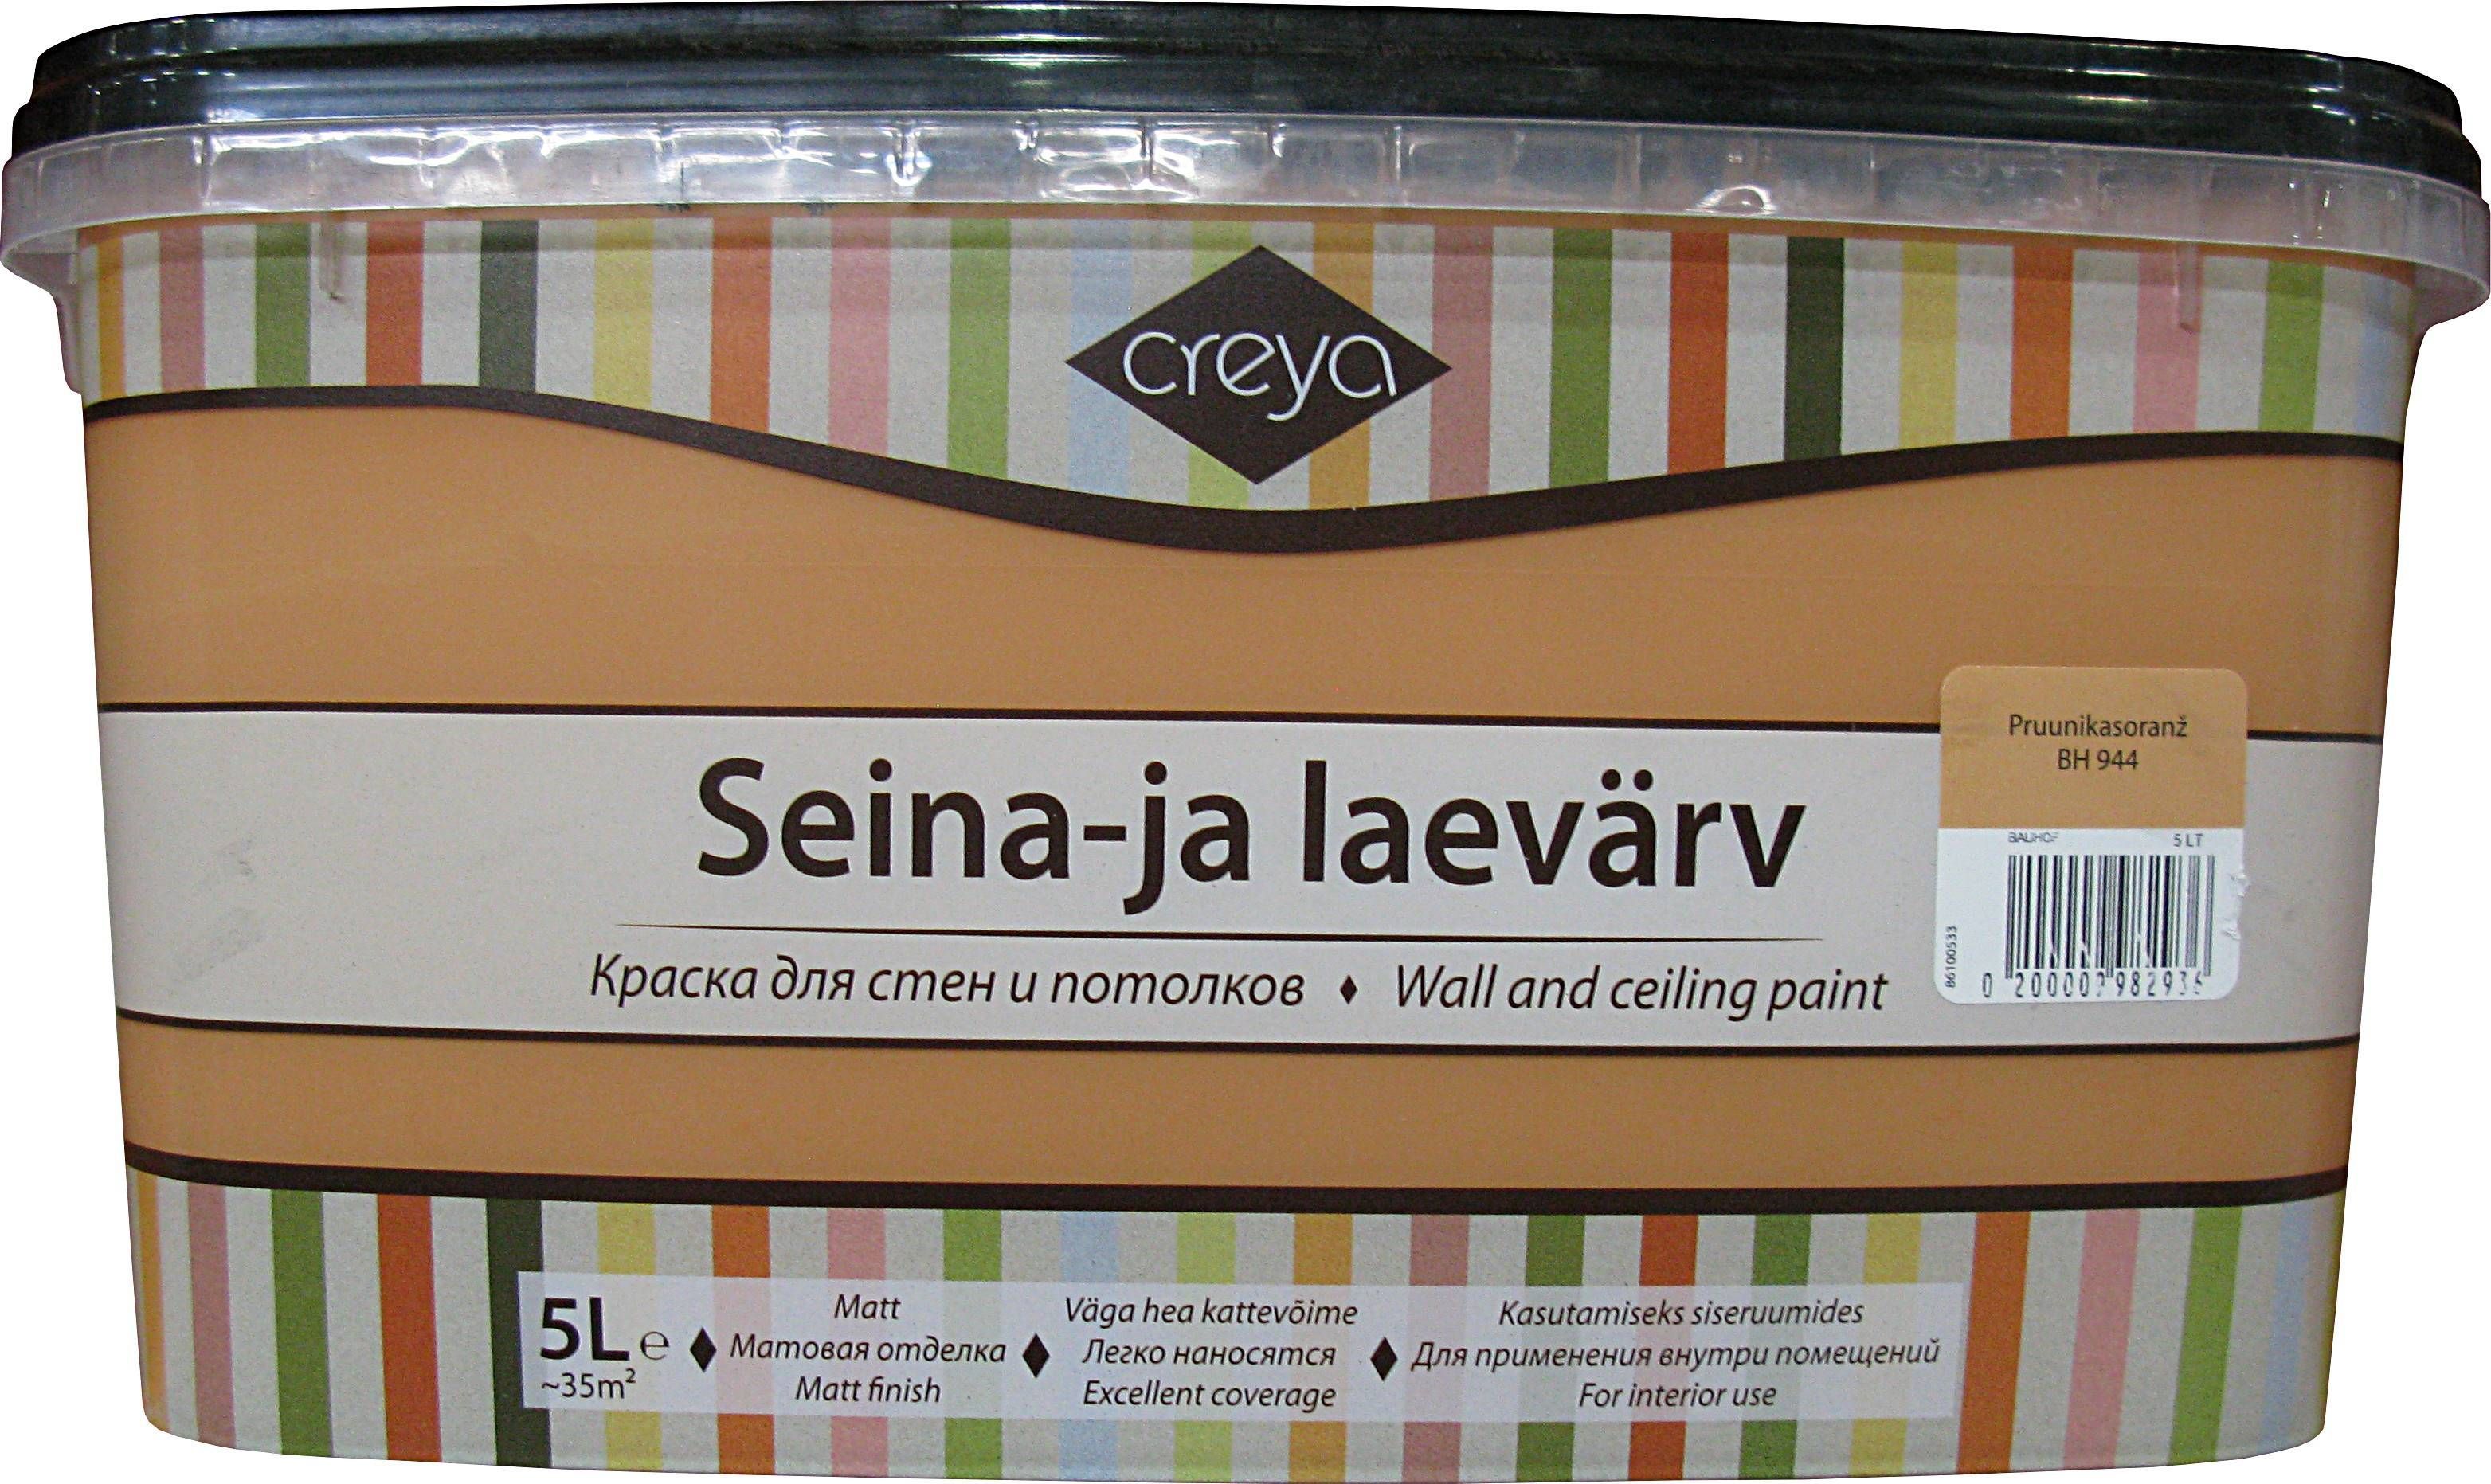 creya
Pruunikasoranž
BH 944
BAUHOF 5 LT
86100533
Seina-ja laevärv
Краска для стен и потолков ♦ Wall and ceiling paint
5L e
~35m²
Matt
Матовая отделка
Matt finish
Väga hea kattevõime
Легко наносятся
Excellent coverage
Kasutamiseks siseruumides
Для применения внутри помещений
For interior use